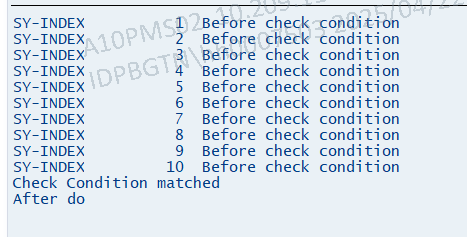 SY-INDEX 1 Before check condition
SY-INDEX 2 Before check condition
SY-INDEX 3 Before check condition
SY-INDEX 4 Before check condition
SY-INDEX 5 Before check condition
SY-INDEX 6 Before check condition
SY-INDEX 7 Before check condition
SY-INDEX 8 Before check condition
SY-INDEX 9 Before check condition
SY-INDEX 10 Before check condition
Check Condition matched
After do
A10PMS02